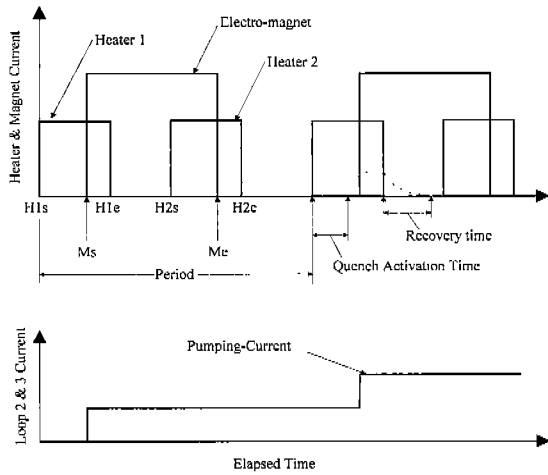 Heater & Magnet Current
Heater 1
Electro-magnet
Heater 2
H1s
H1e
H2s
H2e
Ms
Me
Recovery time
Period
Quench Activation Time
Loop 2 & 3 Current
Pumping-Current
Elapsed Time